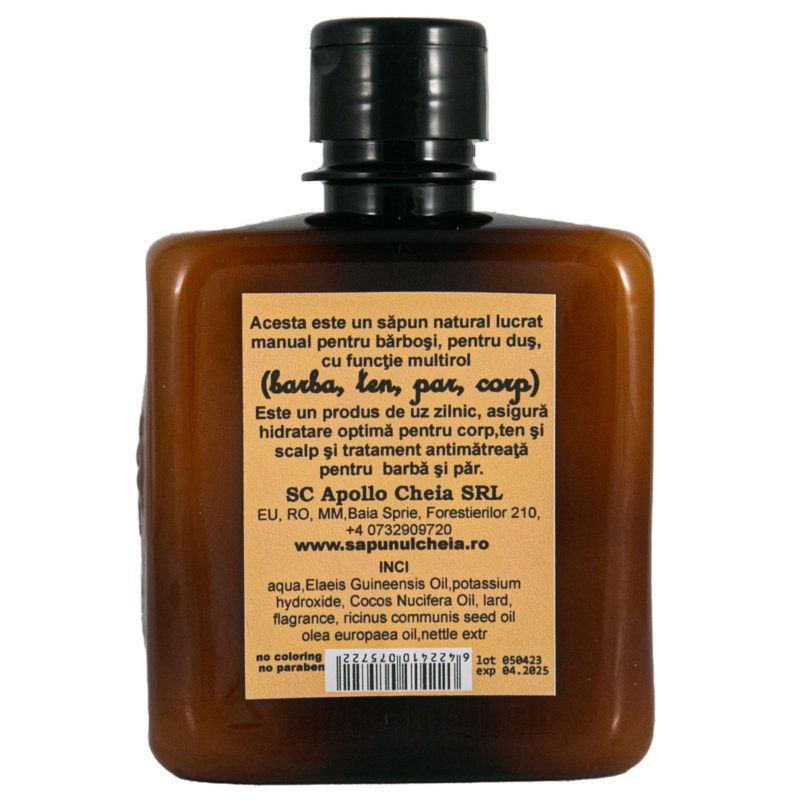 Acesta este un săpun natural lucrat
manual pentru bărboşi, pentru duş,
cu funcţie multirol
(barba, ten, par, corp)
Este un produs de uz zilnic, asigură
hidratare optimă pentru corp,ten şi
scalp şi tratament antimătreaţă
pentru barbă şi păr.
SC Apollo Cheia SRL
EU, RO, MM,Baia Sprie, Forestierilor 210,
+4 0732909720
www.sapunulcheia.ro
INCI
aqua,Elaeis Guineensis Oil,potassium
hydroxide, Cocos Nucifera Oil, lard,
flagrance, ricinus communis seed oil
olea europaea oil,nettle extr
no coloring
no paraben
6422410075722
lot 050423
exp 04.2025